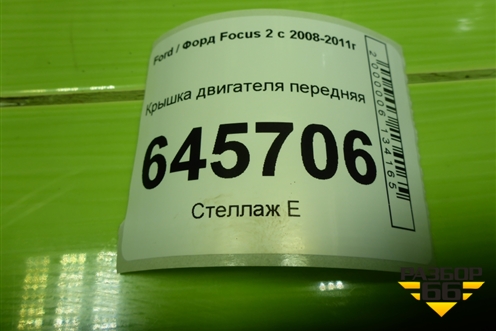 Ford / Форд Focus 2 с 2008-2011г
Крышка двигателя передняя
645706
Стеллаж Е
2000006134165
РАЗБОР
66